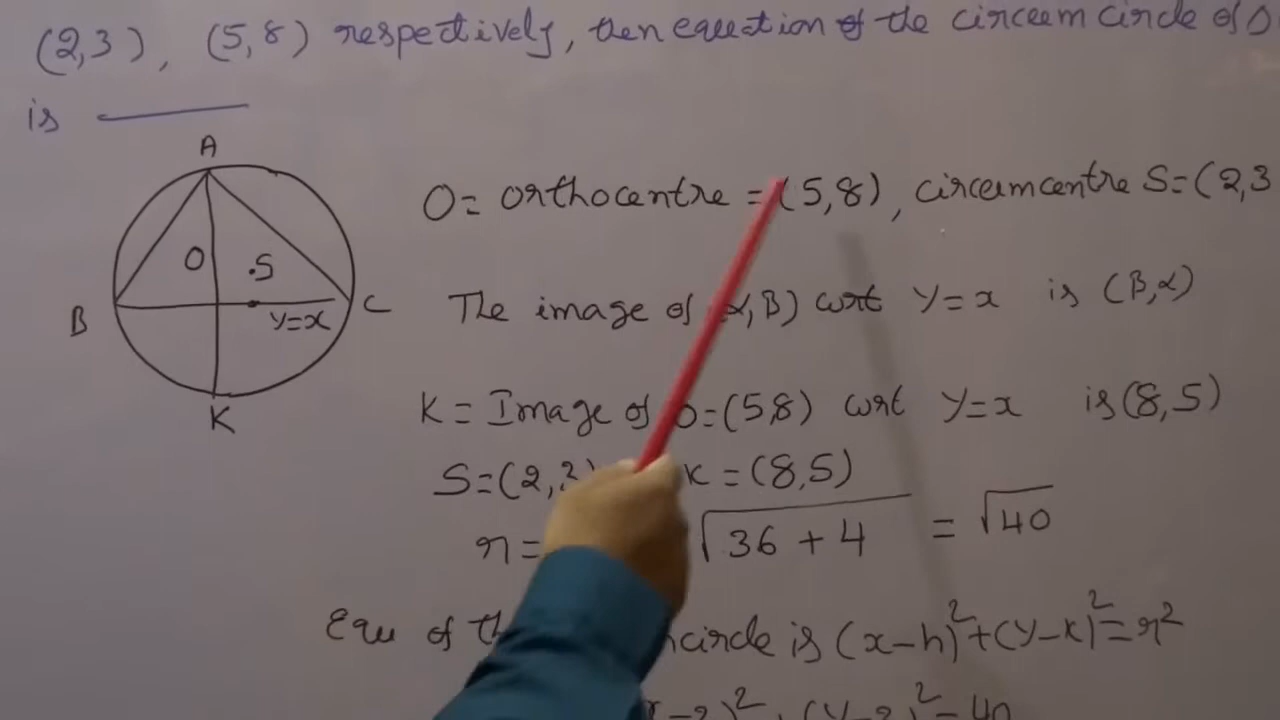 (2,3), (5,8) respectively, then equation of the circum circle of Δ
is
A
O
.S
B
C
y=x
K
O= orthocentre = (5,8), circumcentre S=(2,3
The image of α,β) wrt y=x is (β,α)
K = Image of O=(5,8) wrt y=x is (8,5)
S=(2,3) K=(8,5)
r= √36+4 = √40
Equ of th circle is (x-h)²+(y-k)²=r²